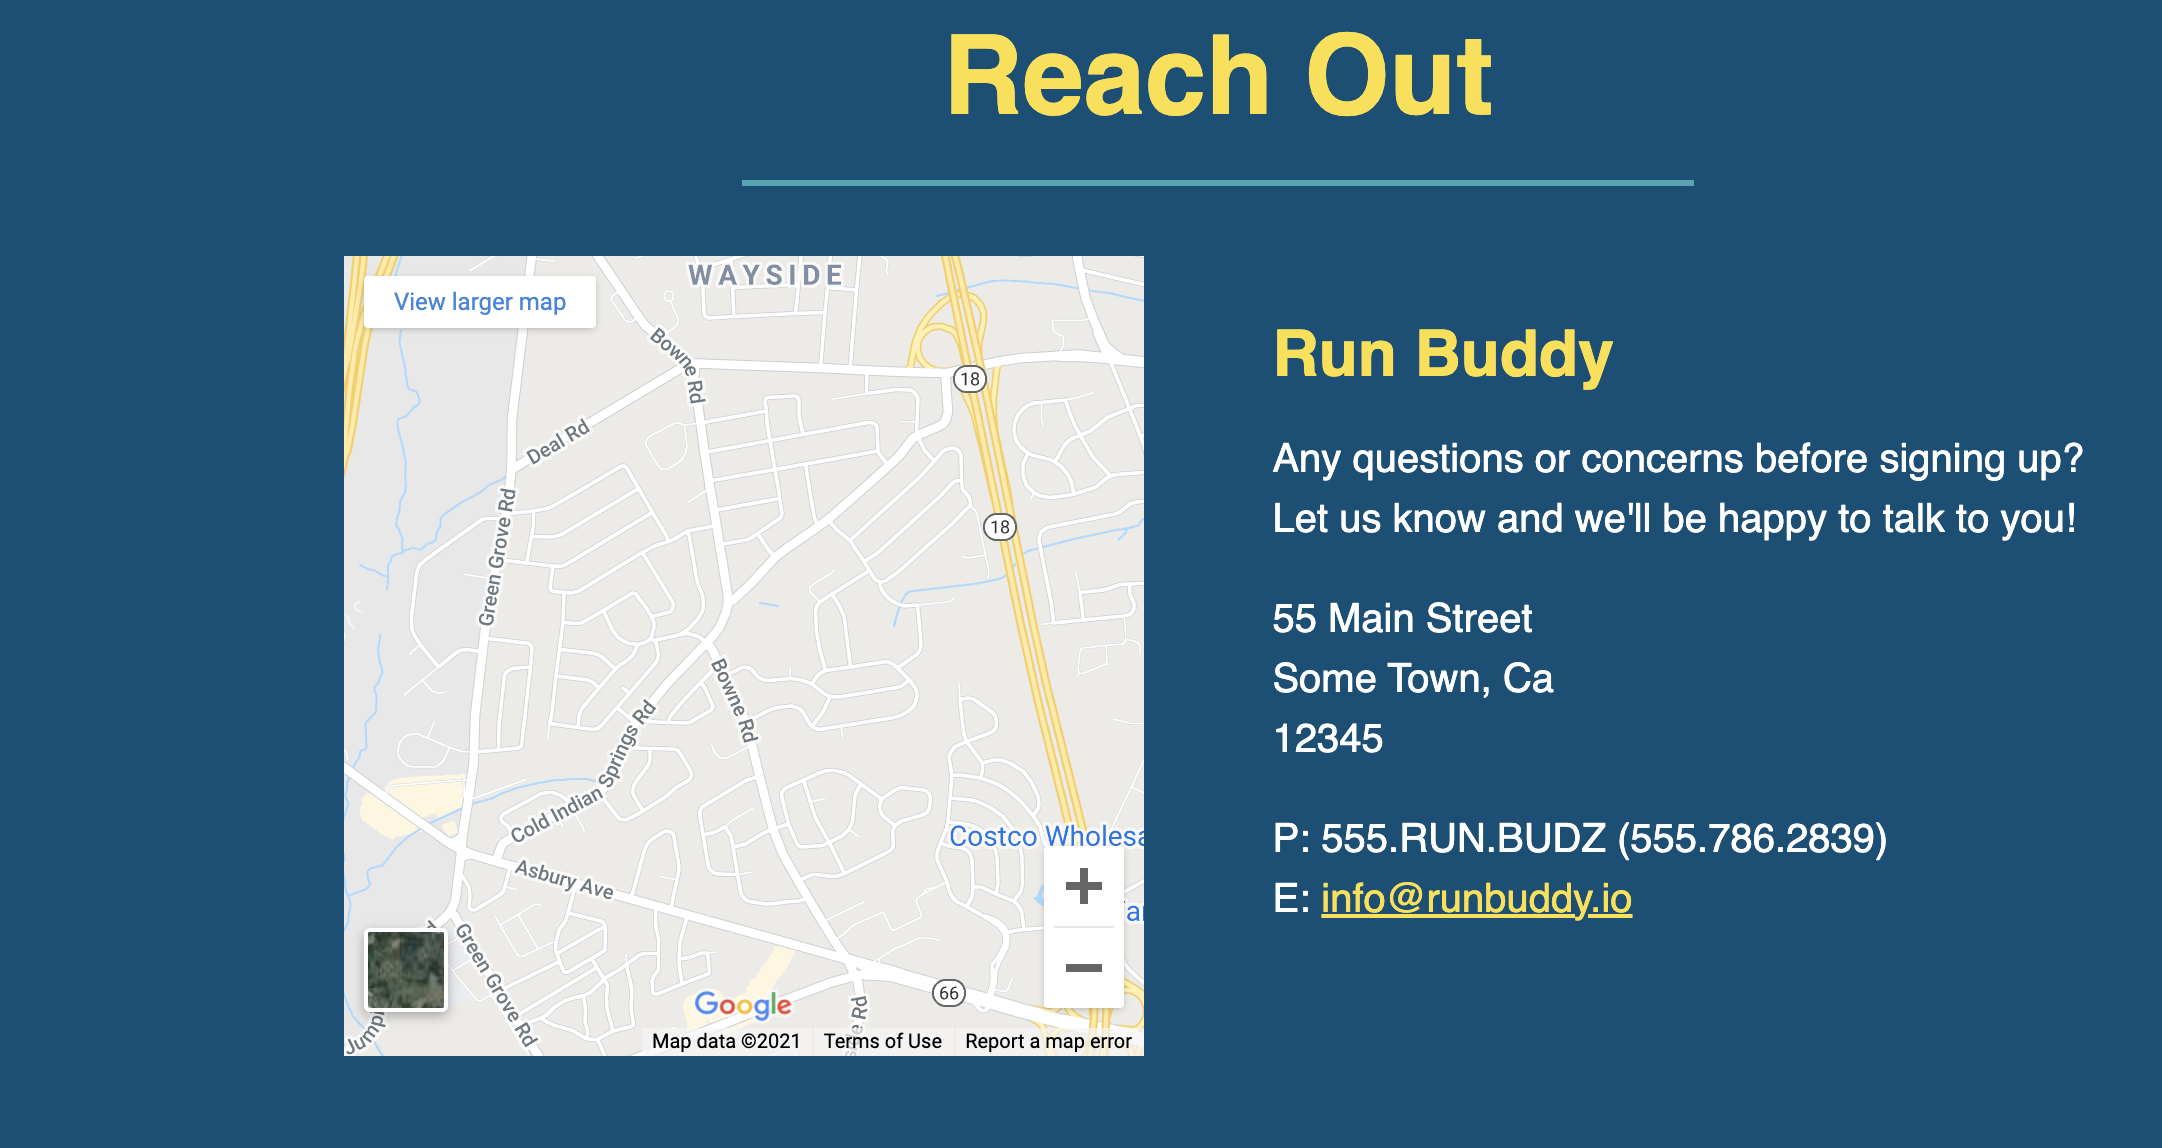 Reach Out
WAYSIDE
View larger map
Bowne Rd
18
Deal Rd
Green Grove Rd
18
Bowne Rd
Cold Indian Springs Rd
Costco Wholesa
Asbury Ave
Green Grove Rd
66
Google
Map data ©2021
Terms of Use
Report a map error
Run Buddy
Any questions or concerns before signing up?
Let us know and we'll be happy to talk to you!
55 Main Street
Some Town, Ca
12345
P: 555.RUN.BUDZ (555.786.2839)
E: info@runbuddy.io